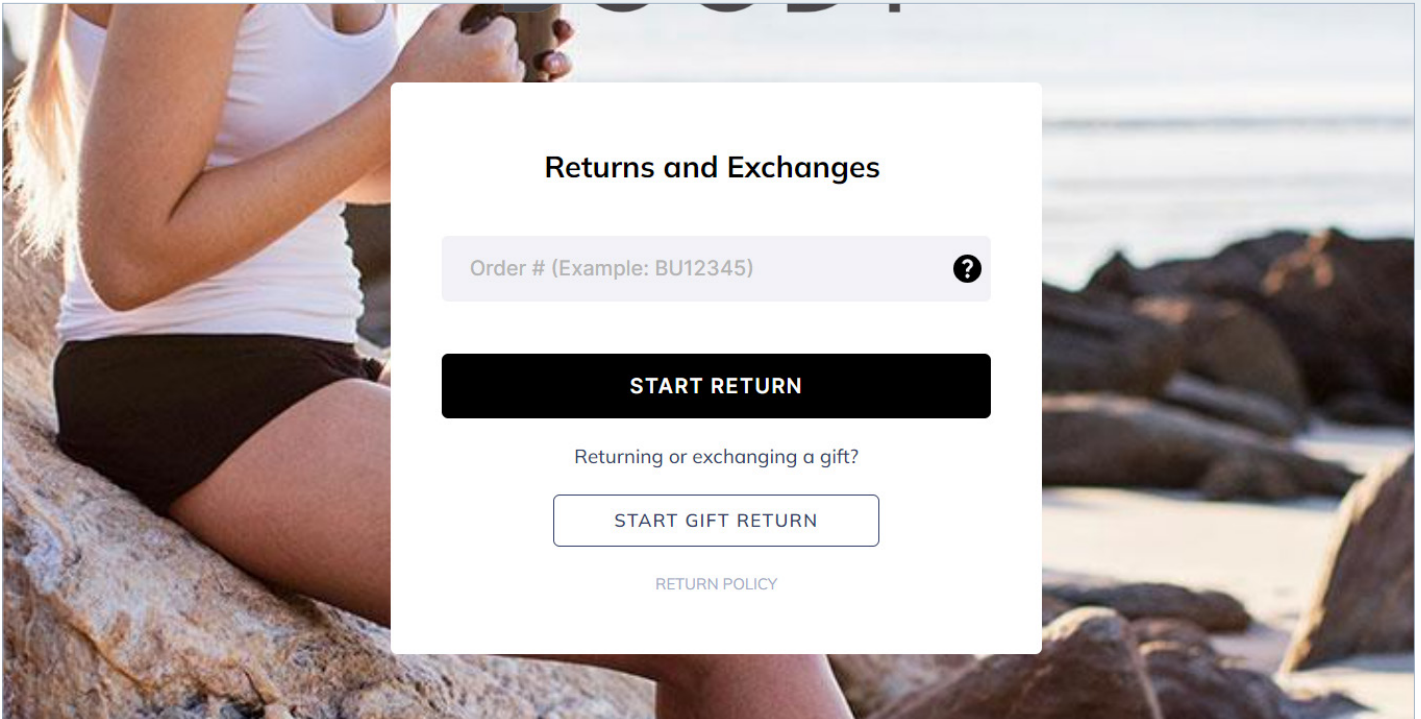 Returns and Exchanges
Order # (Example: BU12345)
?
START RETURN
Returning or exchanging a gift?
START GIFT RETURN
RETURN POLICY